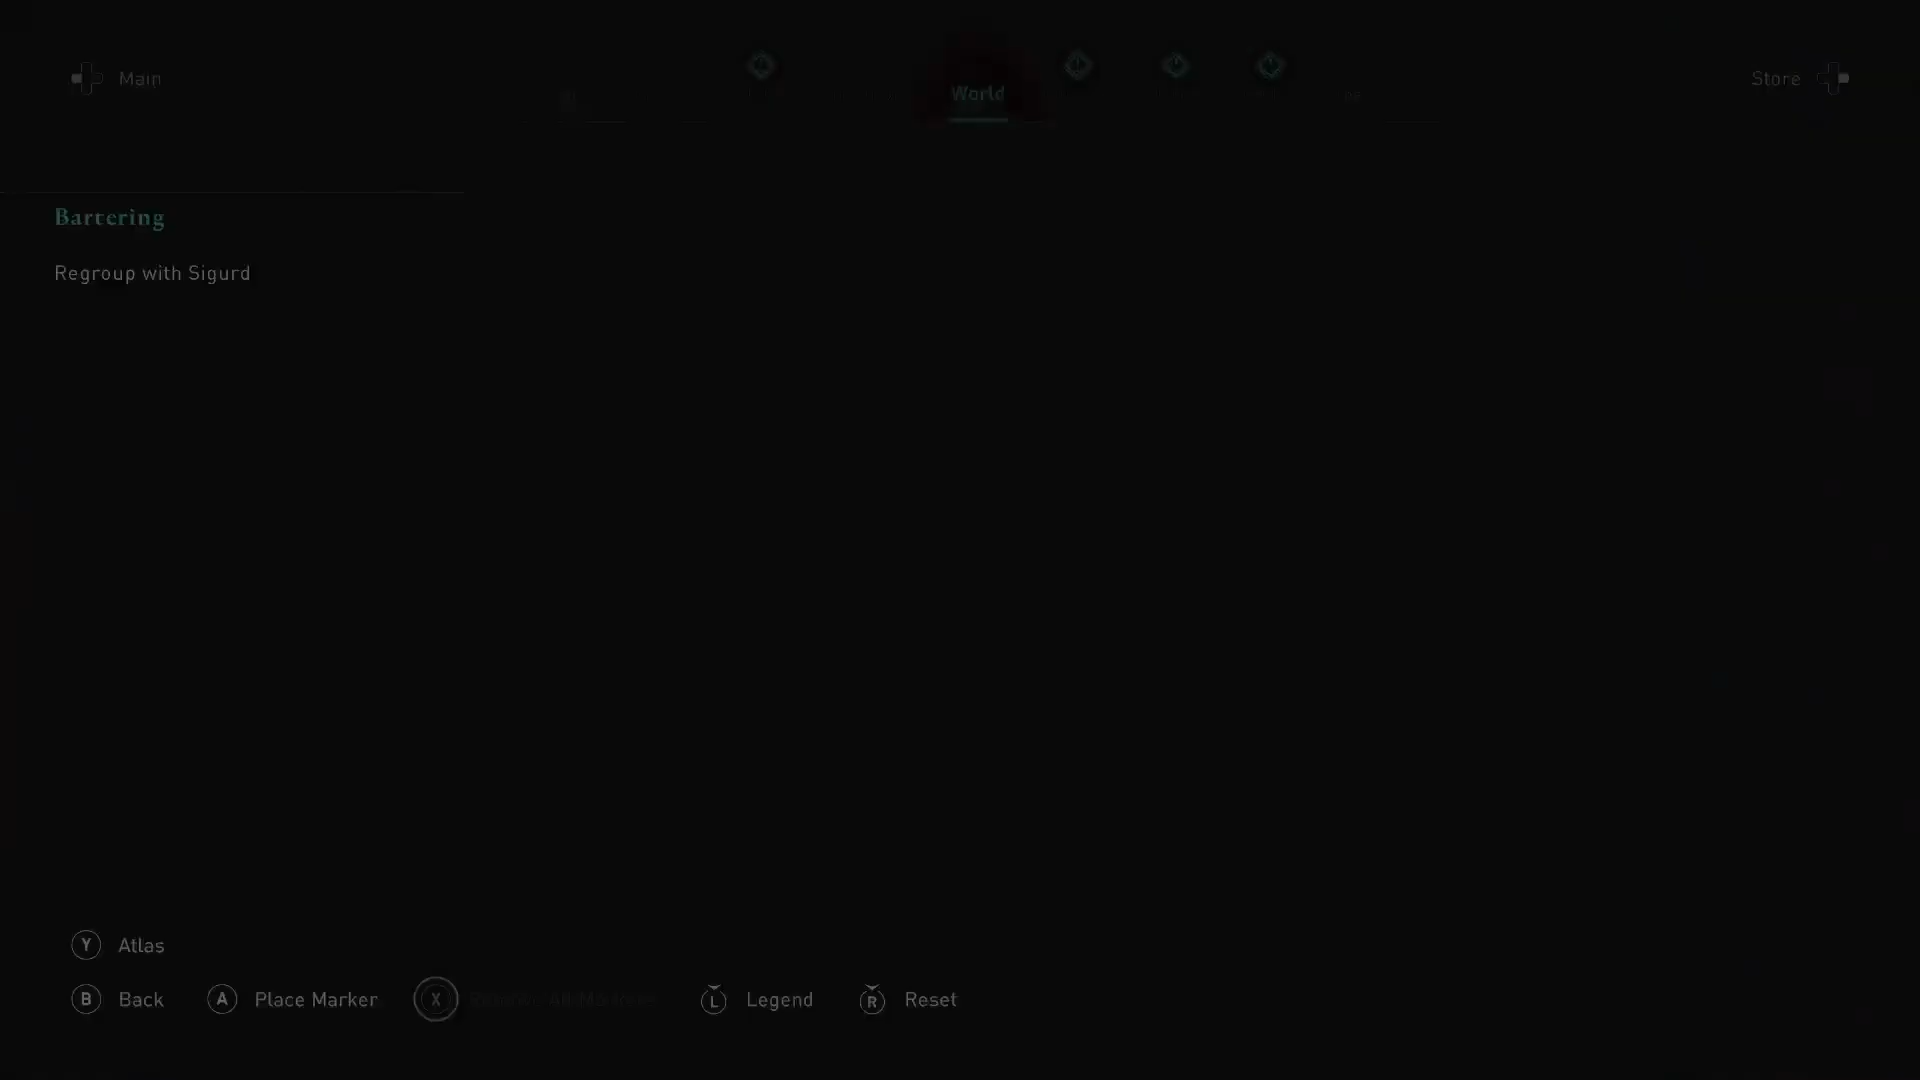 Main
World
Store
Bartering
Regroup with Sigurd
Y Atlas
B Back A Place Marker X L Legend R Reset